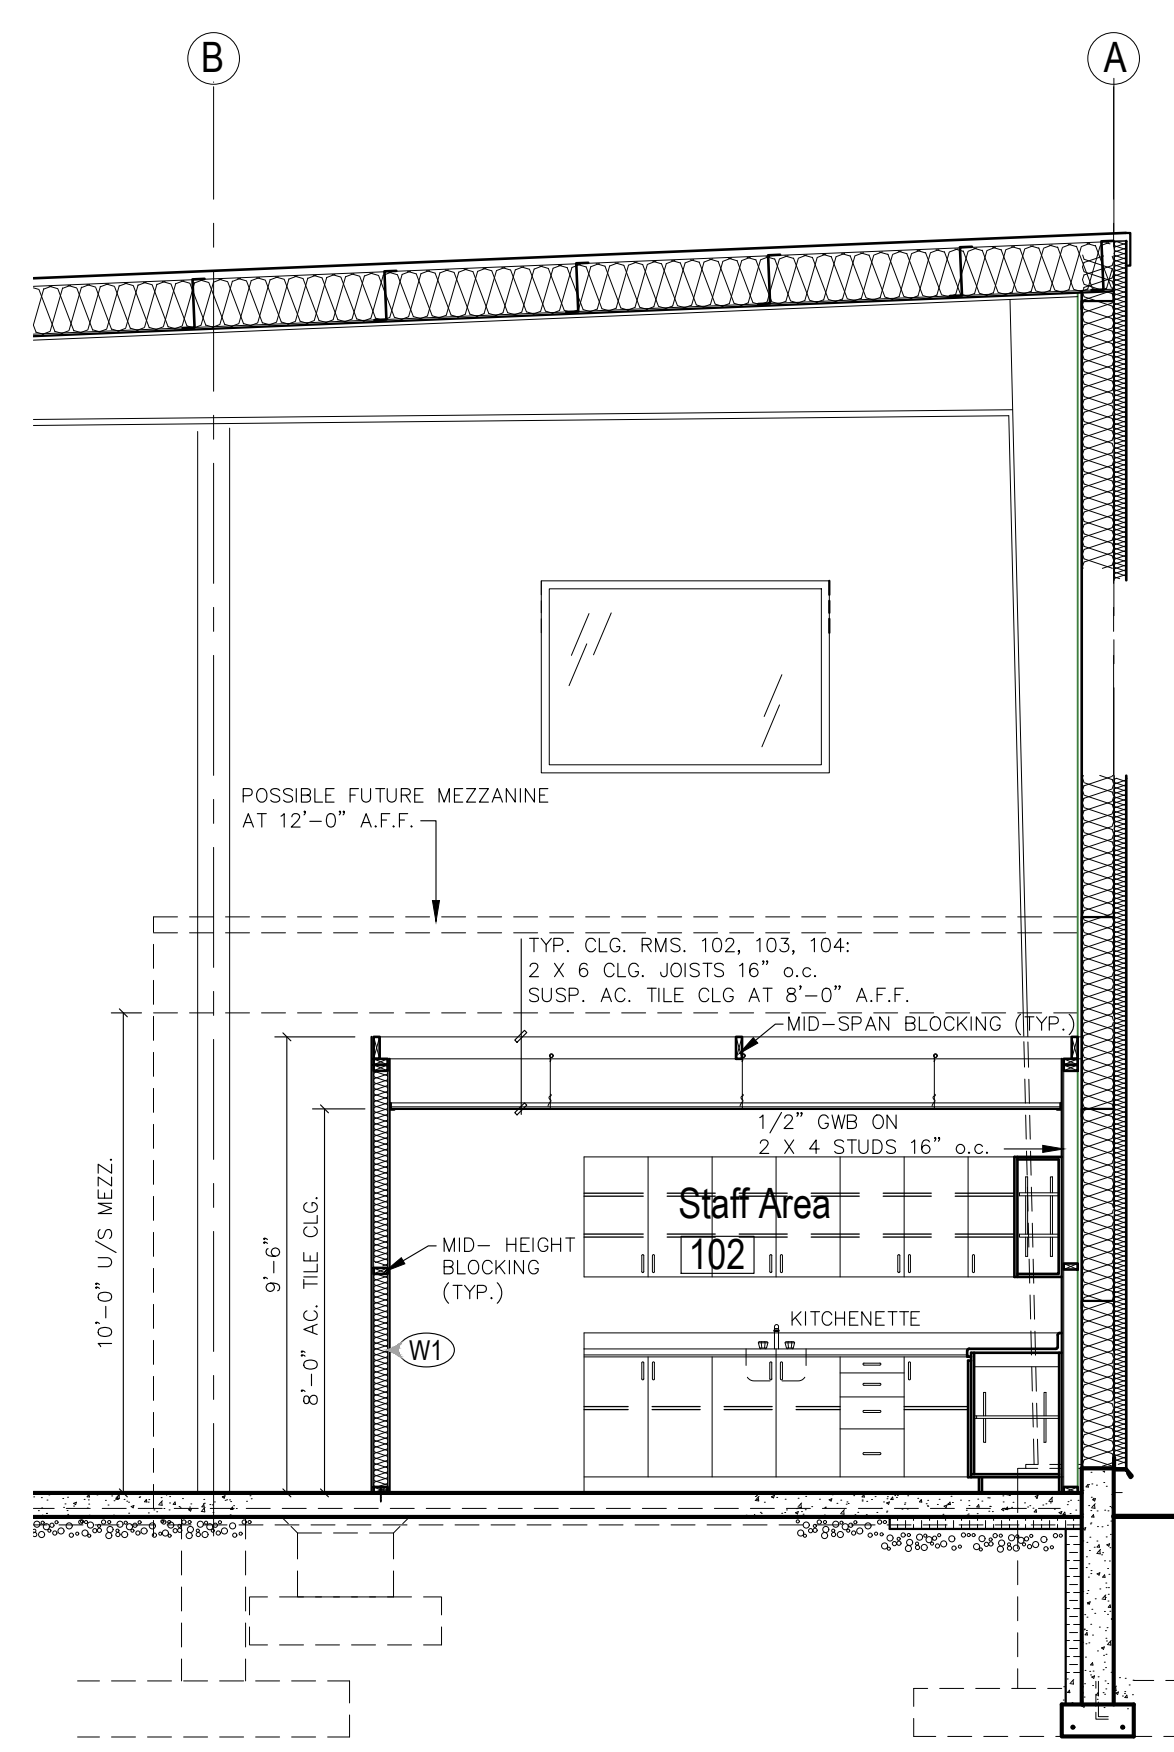 B
A
POSSIBLE FUTURE MEZZANINE
AT 12'-0" A.F.F.
TYP. CLG. RMS. 102, 103, 104:
2 X 6 CLG. JOISTS 16" o.c.
SUSP. AC. TILE CLG AT 8'-0" A.F.F.
MID-SPAN BLOCKING (TYP.)
1/2" GWB ON
2 X 4 STUDS 16" o.c.
Staff Area
102
MID- HEIGHT
BLOCKING
(TYP.)
KITCHENETTE
W1
10'-0" U/S MEZZ.
9'-6"
8'-0" AC. TILE CLG.